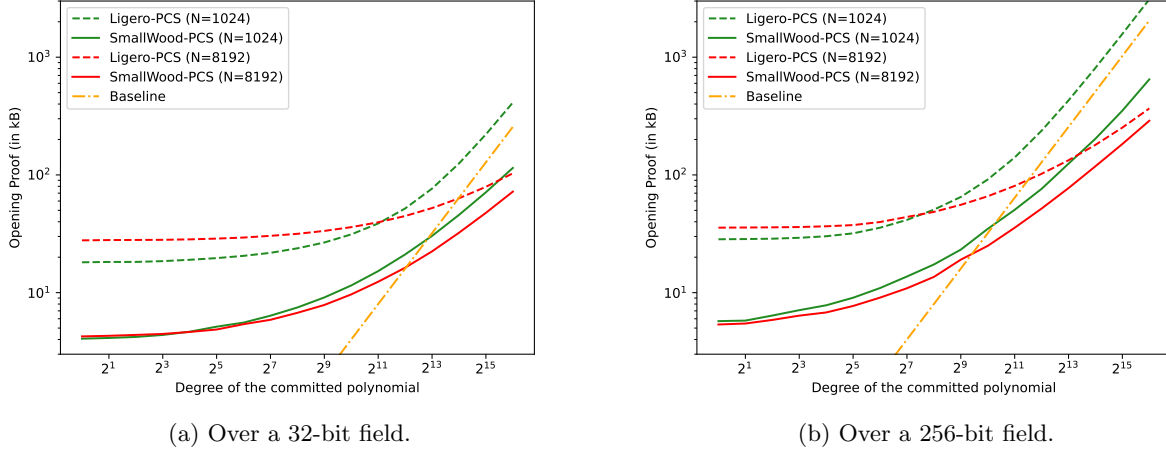 Ligero-PCS (N=1024)
SmallWood-PCS (N=1024)
Ligero-PCS (N=8192)
SmallWood-PCS (N=8192)
Baseline
Opening Proof (in kB)
10³
10²
10¹
2¹ 2³ 2⁵ 2⁷ 2⁹ 2¹¹ 2¹³ 2¹⁵
Degree of the committed polynomial
(a) Over a 32-bit field.
Ligero-PCS (N=1024)
SmallWood-PCS (N=1024)
Ligero-PCS (N=8192)
SmallWood-PCS (N=8192)
Baseline
Opening Proof (in kB)
10³
10²
10¹
2¹ 2³ 2⁵ 2⁷ 2⁹ 2¹¹ 2¹³ 2¹⁵
Degree of the committed polynomial
(b) Over a 256-bit field.